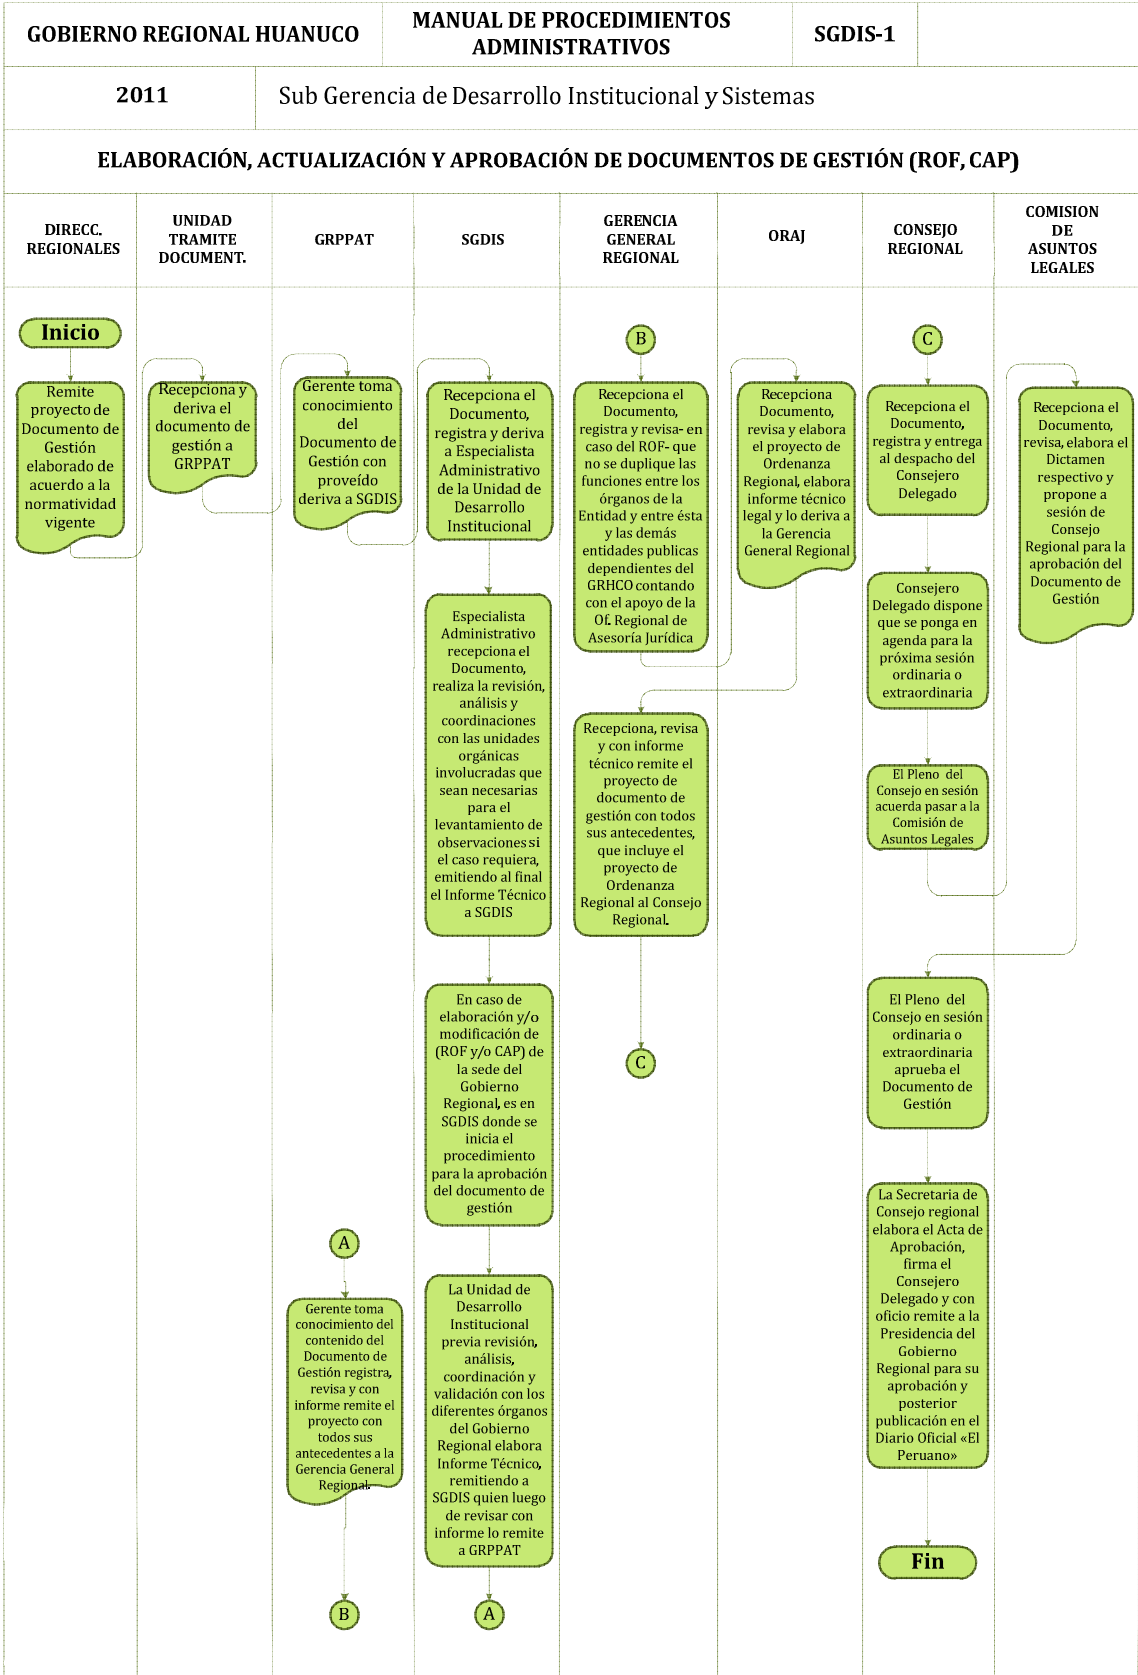 GOBIERNO REGIONAL HUANUCO
MANUAL DE PROCEDIMIENTOS
ADMINISTRATIVOS
SGDIS-1
2011
Sub Gerencia de Desarrollo Institucional y Sistemas
ELABORACIÓN, ACTUALIZACIÓN Y APROBACIÓN DE DOCUMENTOS DE GESTIÓN (ROF, CAP)
DIRECC.
REGIONALES
UNIDAD
TRAMITE
DOCUMENT.
GRPPAT
SGDIS
GERENCIA
GENERAL
REGIONAL
ORAJ
CONSEJO
REGIONAL
COMISION
DE
ASUNTOS
LEGALES
Inicio
Remite
proyecto de
Documento de
Gestión
elaborado de
acuerdo a la
normatividad
vigente
Recepciona y
deriva el
documento de
gestión a
GRPPAT
Gerente toma
conocimiento
del
Documento de
Gestión con
proveído
deriva a SGDIS
Recepciona el
Documento,
registra y deriva
a Especialista
Administrativo
de la Unidad de
Desarrollo
Institucional
Especialista
Administrativo
recepciona el
Documento,
realiza la revisión,
análisis y
coordinaciones
con las unidades
orgánicas
involucradas que
sean necesarias
para el
levantamiento de
observaciones si
el caso requiera,
emitiendo al final
el Informe Técnico
a SGDIS
En caso de
elaboración y/o
modificación de
(ROF y/o CAP) de
la sede del
Gobierno
Regional, es en
SGDIS donde se
inicia el
procedimiento
para la aprobación
del documento de
gestión
La Unidad de
Desarrollo
Institucional
previa revisión,
análisis,
coordinación y
validación con los
diferentes órganos
del Gobierno
Regional elabora
Informe Técnico,
remitiendo a
SGDIS quien luego
de revisar con
informe lo remite
a GRPPAT
A
A
Gerente toma
conocimiento del
contenido del
Documento de
Gestión registra,
revisa y con
informe remite el
proyecto con
todos sus
antecedentes a la
Gerencia General
Regional.
B
B
Recepciona el
Documento,
registra y revisa- en
caso del ROF- que
no se duplique las
funciones entre los
órganos de la
Entidad y entre ésta
y las demás
entidades publicas
dependientes del
GRHCO contando
con el apoyo de la
Of. Regional de
Asesoría Jurídica
Recepciona
Documento,
revisa y elabora
el proyecto de
Ordenanza
Regional, elabora
informe técnico
legal y lo deriva a
la Gerencia
General Regional
Recepciona, revisa
y con informe
técnico remite el
proyecto de
documento de
gestión con todos
sus antecedentes,
que incluye el
proyecto de
Ordenanza
Regional al Consejo
Regional.
C
C
Recepciona el
Documento,
registra y entrega
al despacho del
Consejero
Delegado
Consejero
Delegado dispone
que se ponga en
agenda para la
próxima sesión
ordinaria o
extraordinaria
El Pleno del
Consejo en sesión
acuerda pasar a la
Comisión de
Asuntos Legales
Recepciona el
Documento,
revisa, elabora el
Dictamen
respectivo y
propone a
sesión de
Consejo
Regional para la
aprobación del
Documento de
Gestión
El Pleno del
Consejo en sesión
ordinaria o
extraordinaria
aprueba el
Documento de
Gestión
La Secretaria de
Consejo regional
elabora el Acta de
Aprobación,
firma el
Consejero
Delegado y con
oficio remite a la
Presidencia del
Gobierno
Regional para su
aprobación y
posterior
publicación en el
Diario Oficial «El
Peruano»
Fin